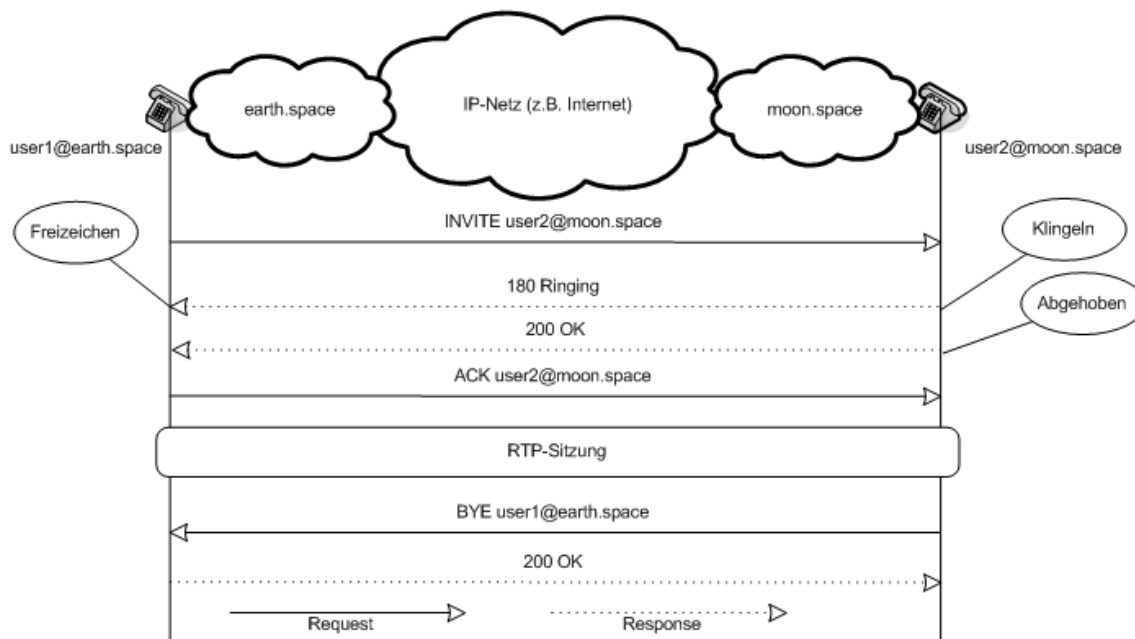 earth.space
IP-Netz (z.B. Internet)
moon.space
user1@earth.space
user2@moon.space
Freizeichen
INVITE user2@moon.space
Klingeln
180 Ringing
Abgehoben
200 OK
ACK user2@moon.space
RTP-Sitzung
BYE user1@earth.space
200 OK
Request
Response